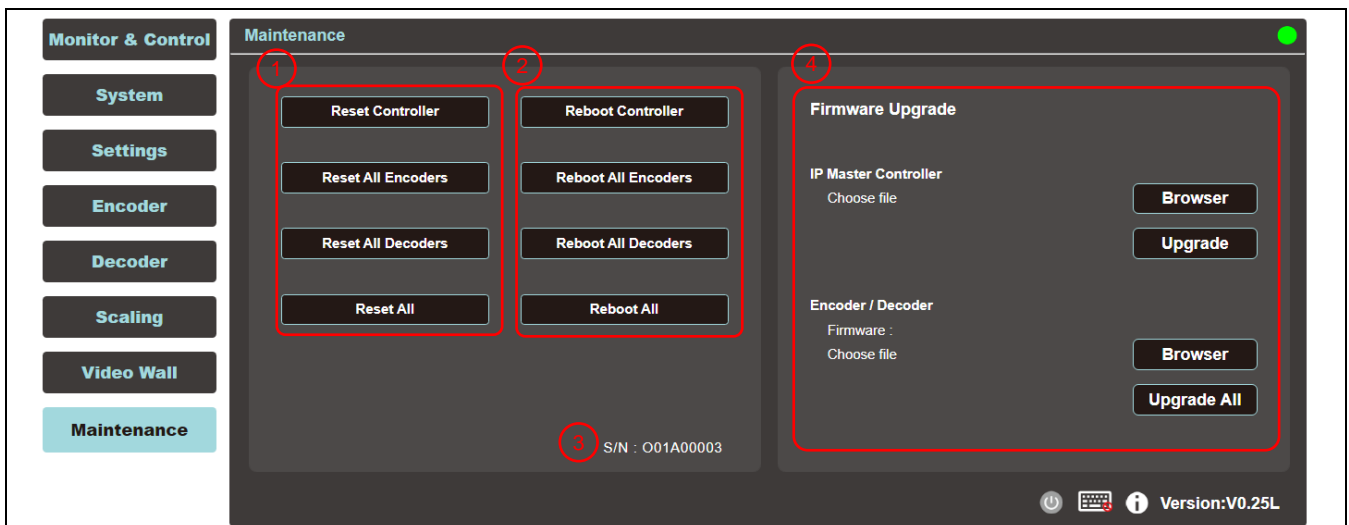 Monitor & Control
System
Settings
Encoder
Decoder
Scaling
Video Wall
Maintenance
Maintenance
1
Reset Controller
Reset All Encoders
Reset All Decoders
Reset All
2
Reboot Controller
Reboot All Encoders
Reboot All Decoders
Reboot All
3
S/N : O01A00003
4
Firmware Upgrade
IP Master Controller
Choose file
Browser
Upgrade
Encoder / Decoder
Firmware :
Choose file
Browser
Upgrade All
Version:V0.25L